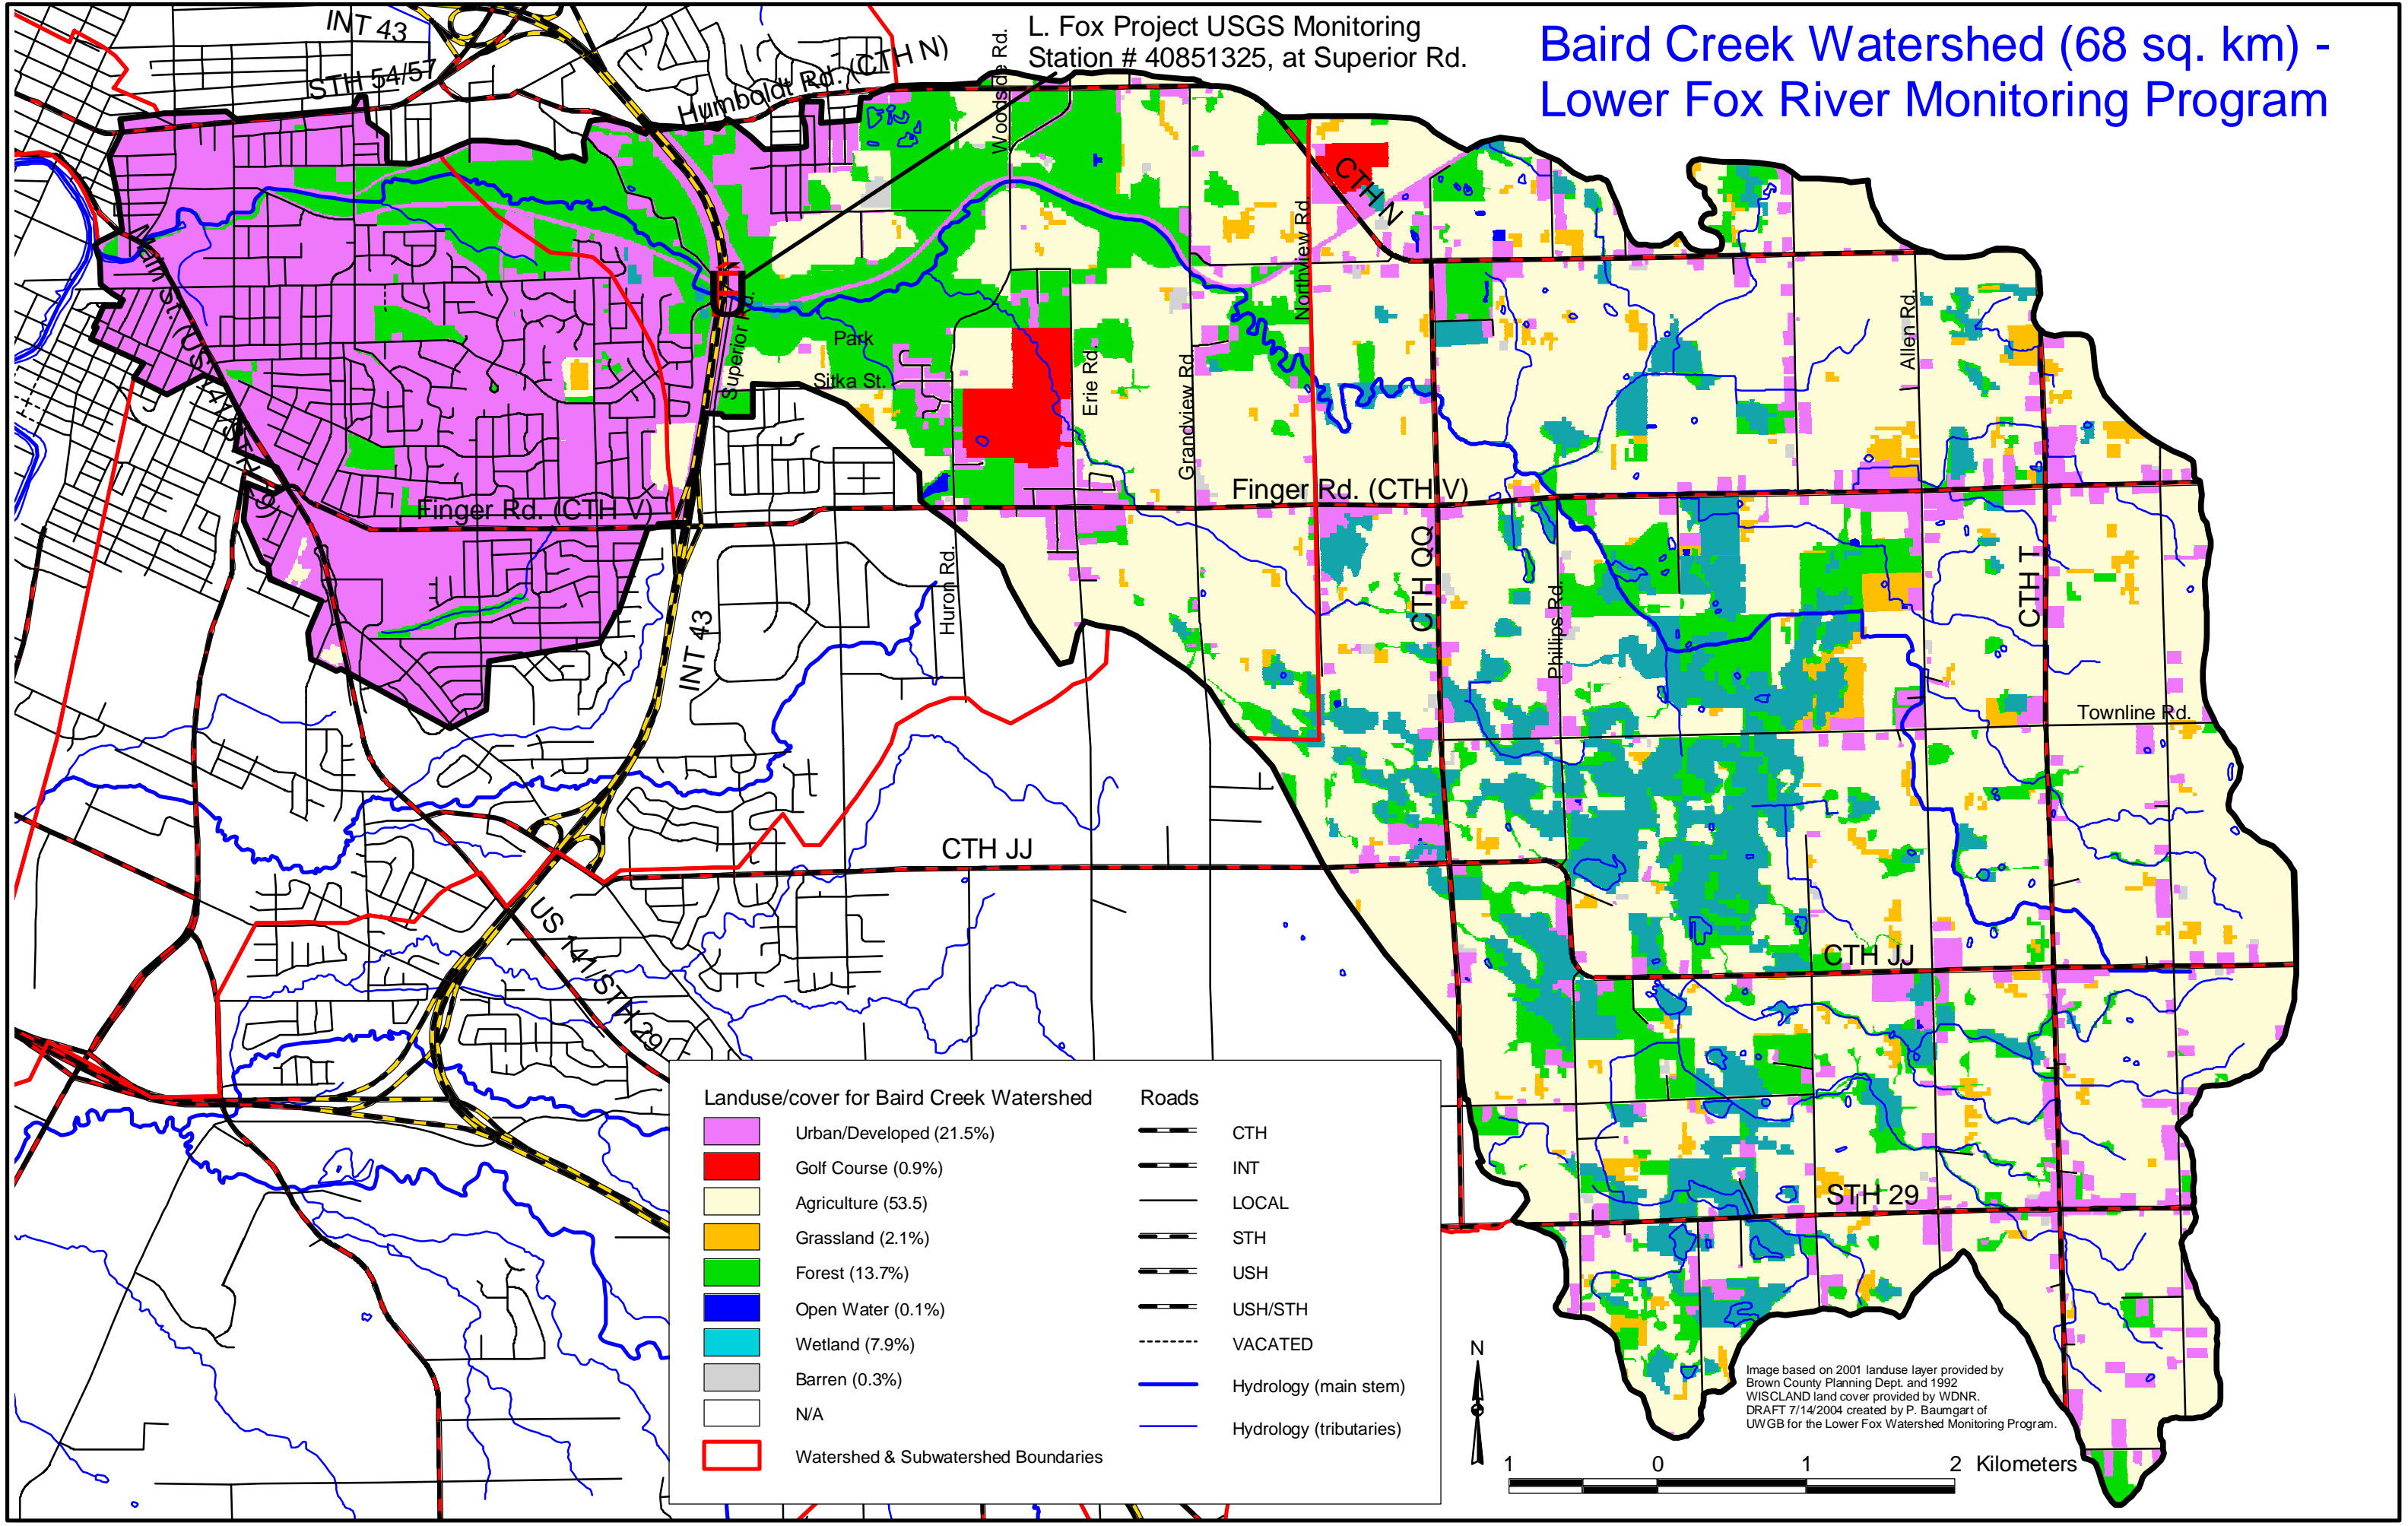 INT 43
STH 54/57
Humboldt Rd. (CTH N)
Woodside Rd.
L. Fox Project USGS Monitoring
Station # 40851325, at Superior Rd.
Baird Creek Watershed (68 sq. km) -
Lower Fox River Monitoring Program
CTH N
Northview Rd
Main St. (US 141/STH 29)
Superior Rd.
Park
Sitka St.
Erie Rd.
Grandview Rd.
Allen Rd.
Finger Rd. (CTH V)
Finger Rd. (CTH V)
Huron Rd.
INT 43
CTH QQ
Phillips Rd.
CTH T
Townline Rd.
CTH JJ
US 141/STH 29
CTH JJ
STH 29
Landuse/cover for Baird Creek Watershed
Urban/Developed (21.5%)
Golf Course (0.9%)
Agriculture (53.5)
Grassland (2.1%)
Forest (13.7%)
Open Water (0.1%)
Wetland (7.9%)
Barren (0.3%)
N/A
Watershed & Subwatershed Boundaries
Roads
CTH
INT
LOCAL
STH
USH
USH/STH
VACATED
Hydrology (main stem)
Hydrology (tributaries)
N
Image based on 2001 landuse layer provided by
Brown County Planning Dept. and 1992
WISCLAND land cover provided by WDNR.
DRAFT 7/14/2004 created by P. Baumgart of
UWGB for the Lower Fox Watershed Monitoring Program.
1 0 1 2 Kilometers